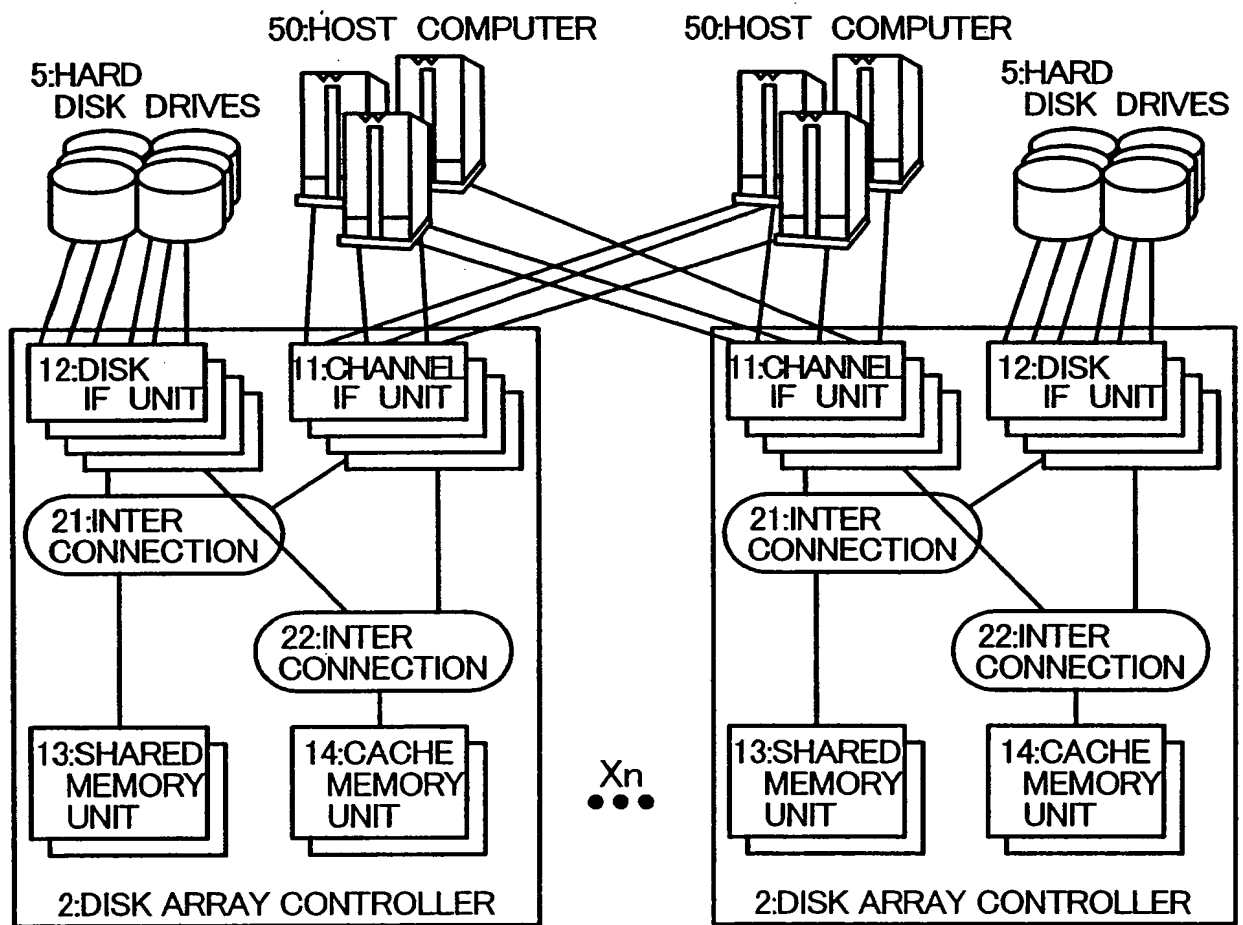 50:HOST COMPUTER
50:HOST COMPUTER
5:HARD
DISK DRIVES
5:HARD
DISK DRIVES
12:DISK
IF UNIT
11:CHANNEL
IF UNIT
11:CHANNEL
IF UNIT
12:DISK
IF UNIT
21:INTER
CONNECTION
21:INTER
CONNECTION
22:INTER
CONNECTION
22:INTER
CONNECTION
13:SHARED
MEMORY
UNIT
14:CACHE
MEMORY
UNIT
Xn
13:SHARED
MEMORY
UNIT
14:CACHE
MEMORY
UNIT
2:DISK ARRAY CONTROLLER
2:DISK ARRAY CONTROLLER